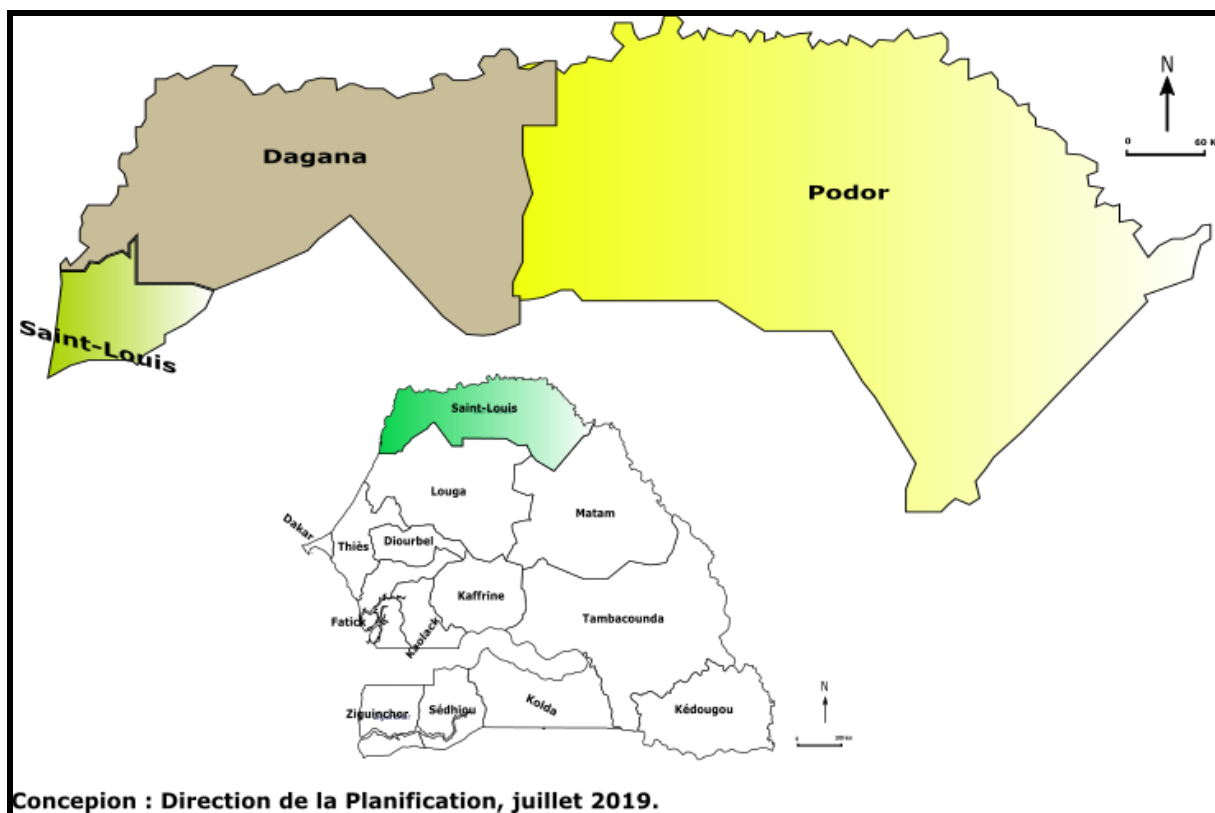 N
0 60 K
Dagana
Podor
Saint-Louis
Saint-Louis
Louga
Matam
Dakar
Thiès
Diourbel
Kaffrine
Fatick
Kaolack
Tambacounda
N
Ziguinchor
Sédhiou
Kolda
Kédougou
Concepion : Direction de la Planification, juillet 2019.